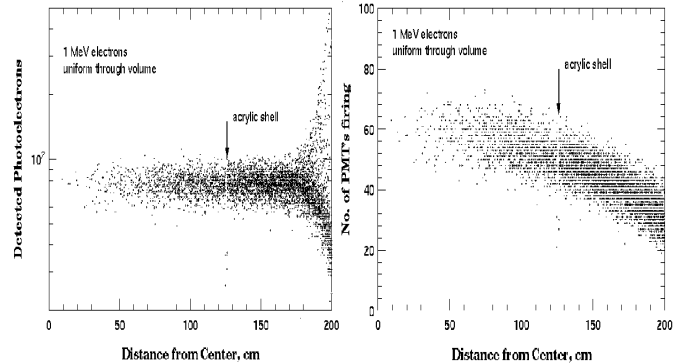 1 MeV electrons
uniform through volume
acrylic shell
Detected Photoelectrons
10²
0 50 100 150 200
Distance from Center, cm
1 MeV electrons
uniform through volume
acrylic shell
No. of PMT's firing
100
80
60
40
20
0
0 50 100 150 200
Distance from Center, cm